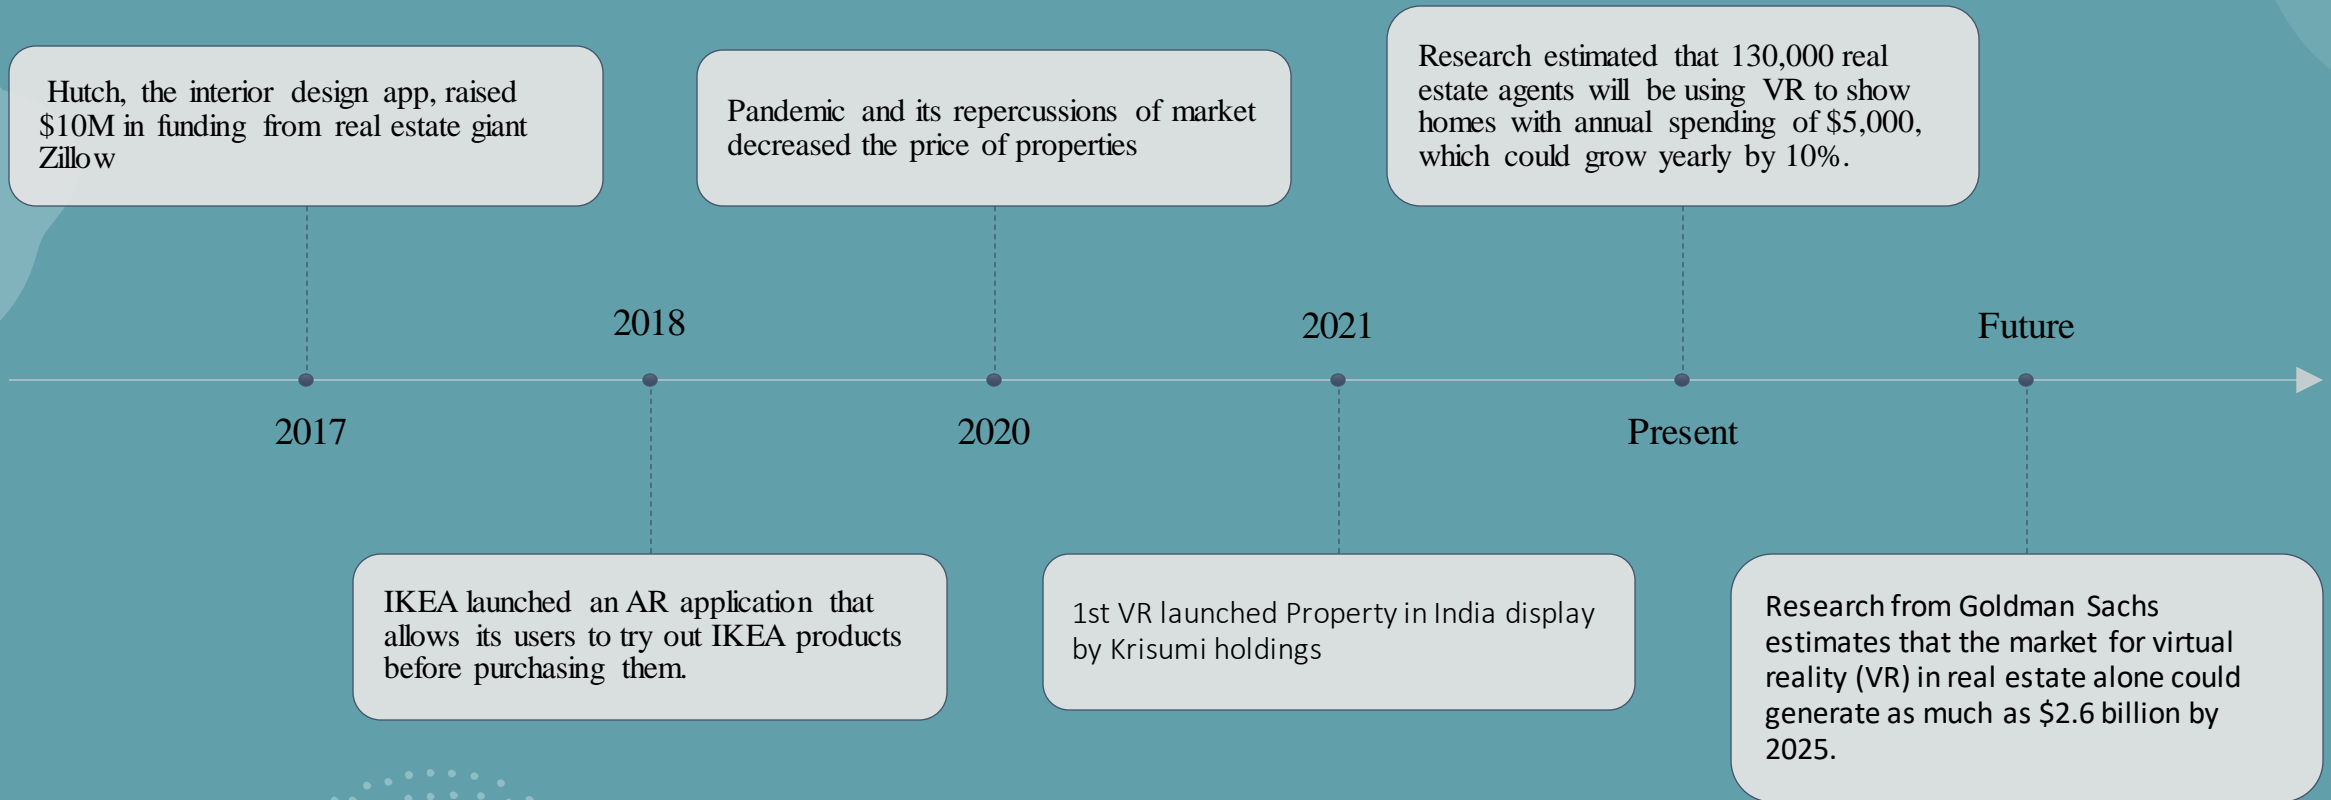 Hutch, the interior design app, raised
$10M in funding from real estate giant
Zillow
Pandemic and its repercussions of market
decreased the price of properties
Research estimated that 130,000 real
estate agents will be using VR to show
homes with annual spending of $5,000,
which could grow yearly by 10%.
2018
2021
Future
2017
2020
Present
IKEA launched an AR application that
allows its users to try out IKEA products
before purchasing them.
1st VR launched Property in India display
by Krisumi holdings
Research from Goldman Sachs
estimates that the market for virtual
reality (VR) in real estate alone could
generate as much as $2.6 billion by
2025.